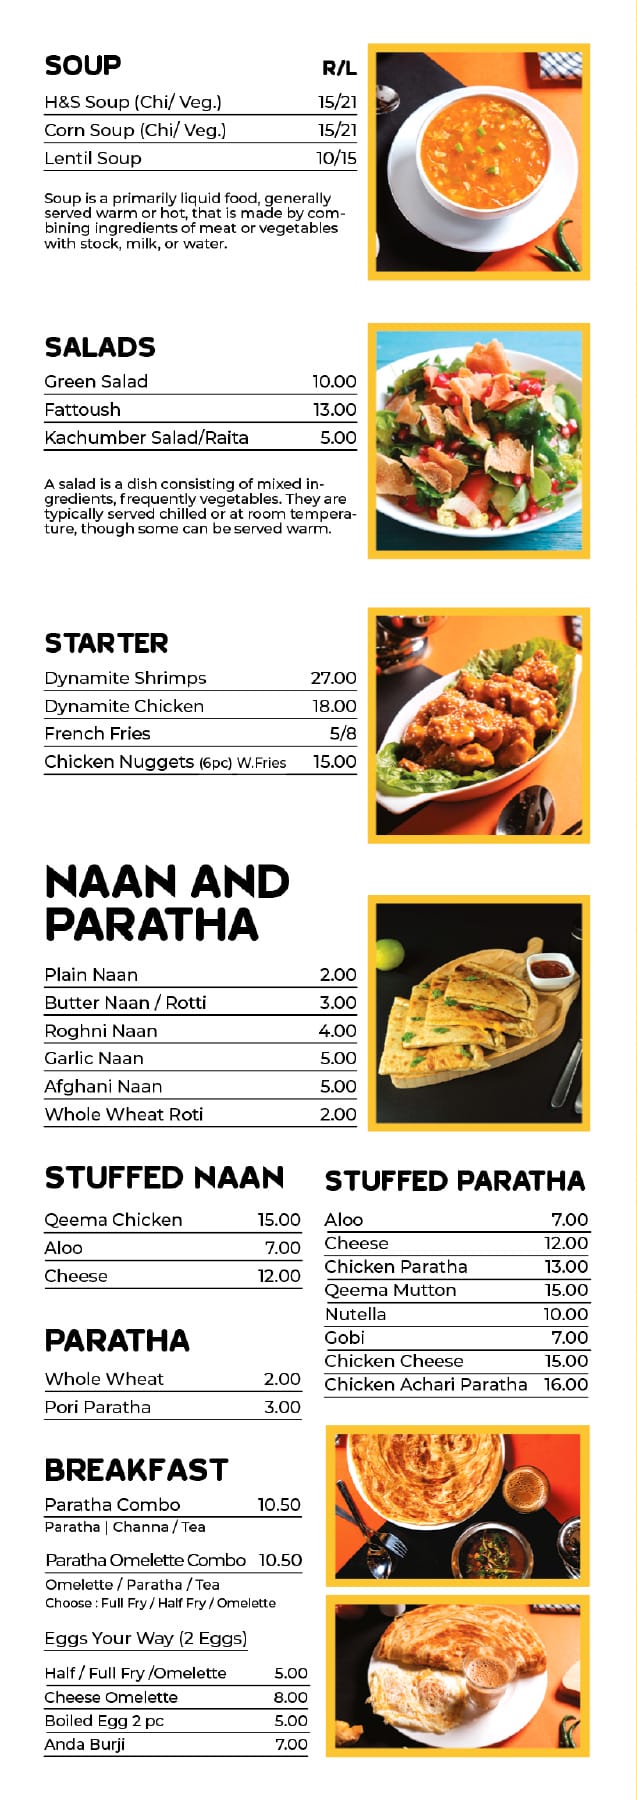 SOUP R/L
H&S Soup (Chi/ Veg.) 15/21
Corn Soup (Chi/ Veg.) 15/21
Lentil Soup 10/15
Soup is a primarily liquid food, generally
served warm or hot, that is made by com-
bining ingredients of meat or vegetables
with stock, milk, or water.
SALADS
Green Salad 10.00
Fattoush 13.00
Kachumber Salad/Raita 5.00
A salad is a dish consisting of mixed in-
gredients, frequently vegetables. They are
typically served chilled or at room tempera-
ture, though some can be served warm.
STARTER
Dynamite Shrimps 27.00
Dynamite Chicken 18.00
French Fries 5/8
Chicken Nuggets (6pc) W.Fries 15.00
NAAN AND
PARATHA
Plain Naan 2.00
Butter Naan / Rotti 3.00
Roghni Naan 4.00
Garlic Naan 5.00
Afghani Naan 5.00
Whole Wheat Roti 2.00
STUFFED NAAN
Qeema Chicken 15.00
Aloo 7.00
Cheese 12.00
PARATHA
Whole Wheat 2.00
Pori Paratha 3.00
BREAKFAST
Paratha Combo 10.50
Paratha | Channa / Tea
Paratha Omelette Combo 10.50
Omelette / Paratha / Tea
Choose : Full Fry / Half Fry / Omelette
Eggs Your Way (2 Eggs)
Half / Full Fry /Omelette 5.00
Cheese Omelette 8.00
Boiled Egg 2 pc 5.00
Anda Burji 7.00
STUFFED PARATHA
Aloo 7.00
Cheese 12.00
Chicken Paratha 13.00
Qeema Mutton 15.00
Nutella 10.00
Gobi 7.00
Chicken Cheese 15.00
Chicken Achari Paratha 16.00